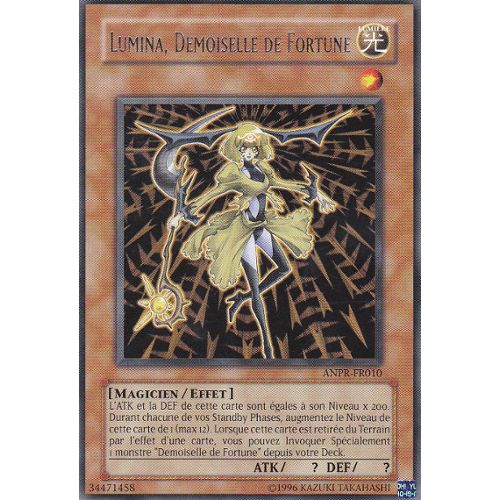 Lumina, Demoiselle de Fortune
LUMIÈRE
光
ANPR-FR010
[Magicien / Effet]
L'ATK et la DEF de cette carte sont égales à son Niveau x 200.
Durant chacune de vos Standby Phases, augmentez le Niveau
de cette carte de 1 (max 12). Lorsque cette carte est retirée du Terrain
par l'effet d'une carte, vous pouvez Invoquer Spécialement
1 monstre "Demoiselle de Fortune" depuis votre Deck.
ATK / ? DEF / ?
34471458
©1996 KAZUKI TAKAHASHI